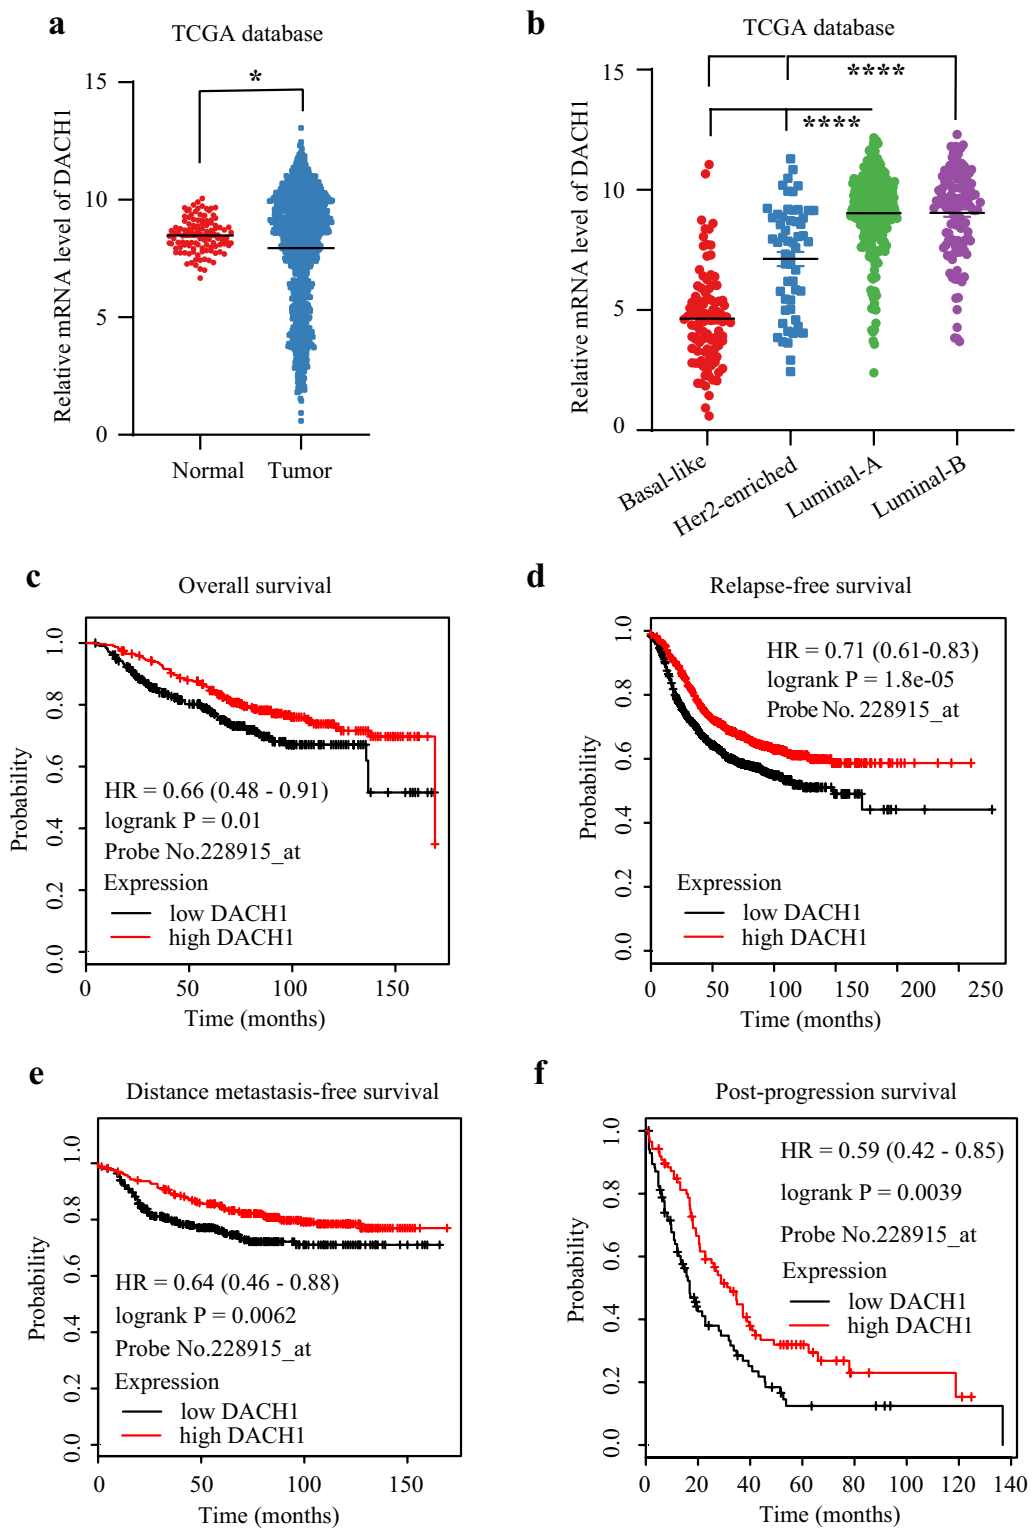 a
TCGA database
*
Relative mRNA level of DACH1
15
10
5
0
Normal
Tumor
b
TCGA database
****
****
Relative mRNA level of DACH1
15
10
5
0
Basal-like
Her2-enriched
Luminal-A
Luminal-B
c
Overall survival
Probability
1.0
0.8
0.6
0.4
0.2
0.0
HR = 0.66 (0.48 - 0.91)
logrank P = 0.01
Probe No.228915_at
Expression
low DACH1
high DACH1
0 50 100 150
Time (months)
d
Relapse-free survival
Probability
1.0
0.8
0.6
0.4
0.2
0.0
HR = 0.71 (0.61-0.83)
logrank P = 1.8e-05
Probe No. 228915_at
Expression
low DACH1
high DACH1
0 50 100 150 200 250
Time (months)
e
Distance metastasis-free survival
Probability
1.0
0.8
0.6
0.4
0.2
0.0
HR = 0.64 (0.46 - 0.88)
logrank P = 0.0062
Probe No.228915_at
Expression
low DACH1
high DACH1
0 50 100 150
Time (months)
f
Post-progression survival
Probability
1.0
0.8
0.6
0.4
0.2
0.0
HR = 0.59 (0.42 - 0.85)
logrank P = 0.0039
Probe No.228915_at
Expression
low DACH1
high DACH1
0 20 40 60 80 100 120 140
Time (months)